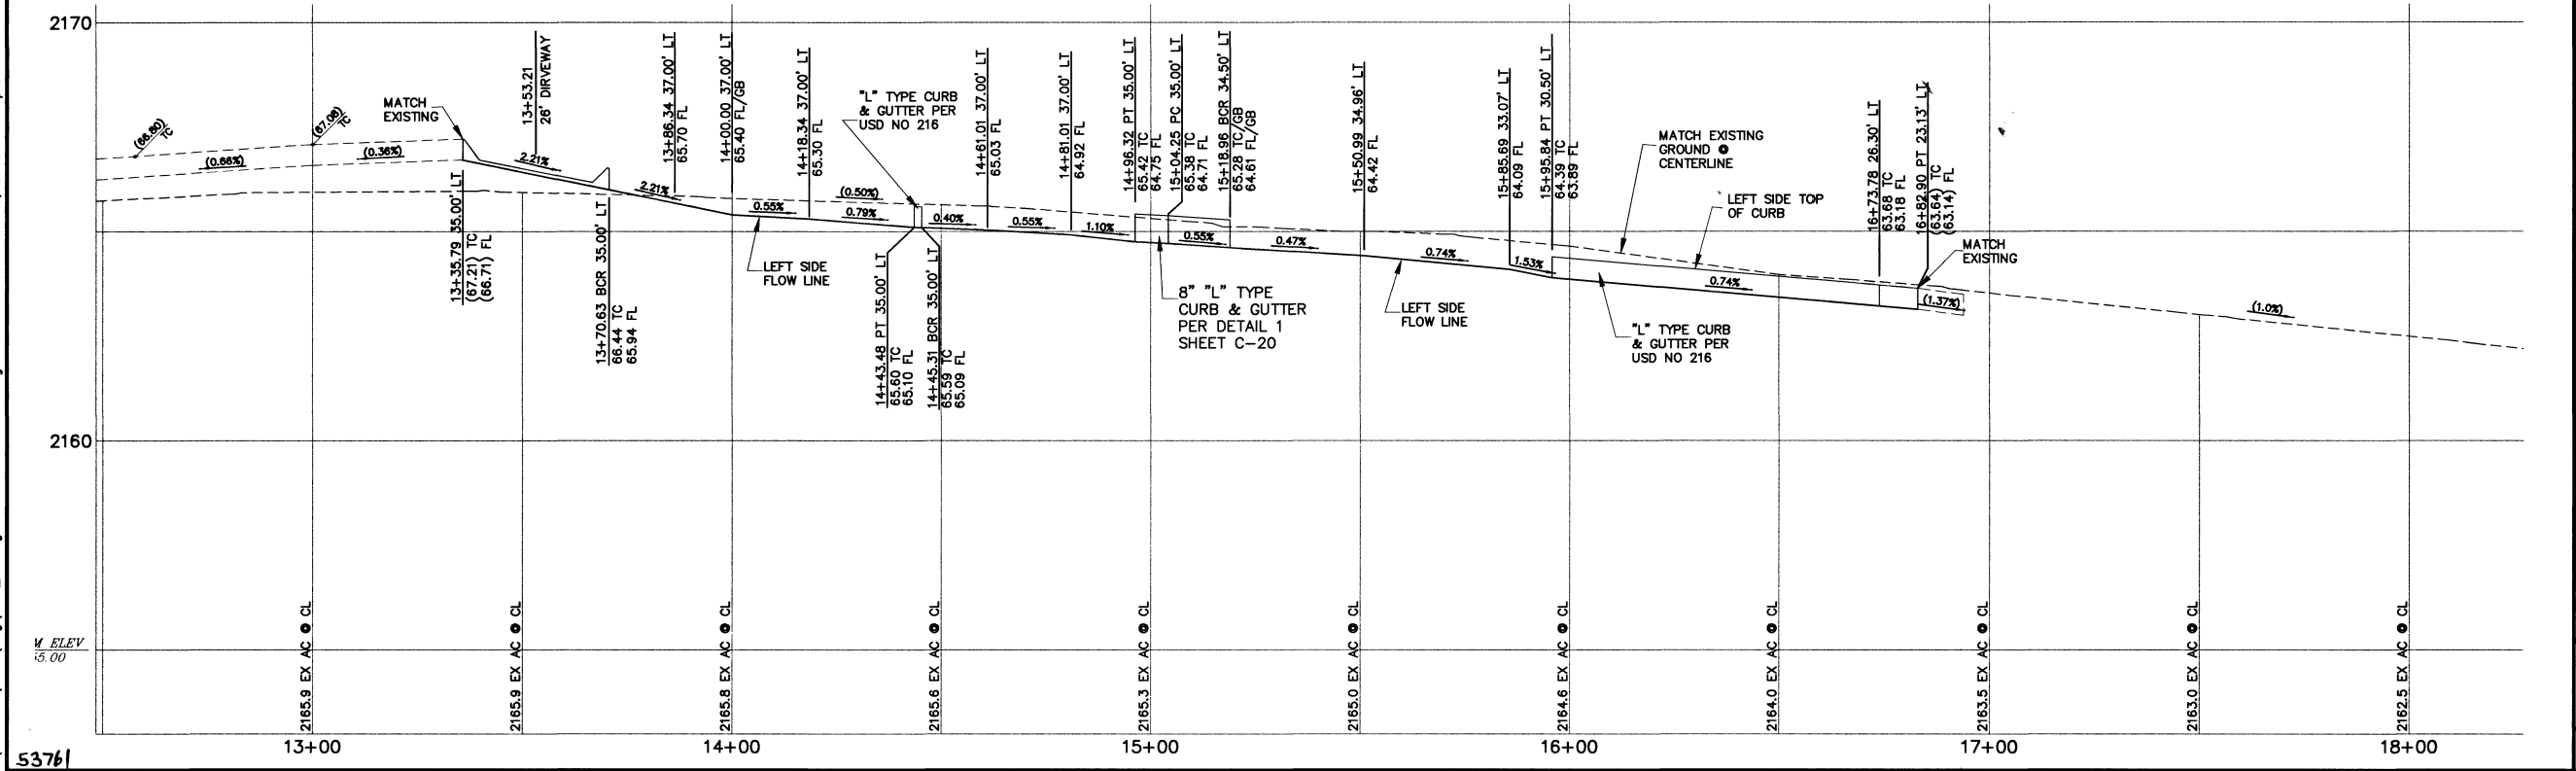 2170
2160
M ELEV
55.00
53761
(66.80)
TC
(67.08)
TC
(0.66%)
(0.36%)
MATCH
EXISTING
13+35.79 35.00' LT
(67.21) TC
(66.71) FL
13+53.21
26' DIRVEWAY
2.21%
13+70.63 BCR 35.00' LT
66.44 TC
65.94 FL
2.21%
13+86.34 37.00' LT
65.70 FL
14+00.00 37.00' LT
65.40 FL/GB
0.55%
LEFT SIDE
FLOW LINE
14+18.34 37.00' LT
65.30 FL
0.79%
(0.50%)
"L" TYPE CURB
& GUTTER PER
USD NO 216
14+43.48 PT 35.00' LT
65.60 TC
65.10 FL
14+45.31 BCR 35.00' LT
65.59 TC
65.09 FL
0.40%
14+61.01 37.00' LT
65.03 FL
0.55%
14+81.01 37.00' LT
64.92 FL
1.10%
14+96.32 PT 35.00' LT
65.42 TC
64.75 FL
15+04.25 PC 35.00' LT
65.38 TC
64.71 FL
0.55%
15+18.96 BCR 34.50' LT
65.28 TC/GB
64.61 FL/GB
8" "L" TYPE
CURB & GUTTER
PER DETAIL 1
SHEET C-20
0.47%
15+50.99 34.96' LT
64.42 FL
0.74%
LEFT SIDE
FLOW LINE
15+85.69 33.07' LT
64.09 FL
1.53%
15+95.84 PT 30.50' LT
64.39 TC
63.89 FL
MATCH EXISTING
GROUND @
CENTERLINE
LEFT SIDE TOP
OF CURB
0.74%
"L" TYPE CURB
& GUTTER PER
USD NO 216
16+73.78 26.30' LT
63.68 TC
63.18 FL
16+82.90 PT 23.13' LT
(63.64) TC
(63.14) FL
MATCH
EXISTING
(1.37%)
(1.0%)
2165.9 EX AC @ CL
2165.9 EX AC @ CL
2165.8 EX AC @ CL
2165.6 EX AC @ CL
2165.3 EX AC @ CL
2165.0 EX AC @ CL
2164.6 EX AC @ CL
2164.0 EX AC @ CL
2163.5 EX AC @ CL
2163.0 EX AC @ CL
2162.5 EX AC @ CL
13+00
14+00
15+00
16+00
17+00
18+00